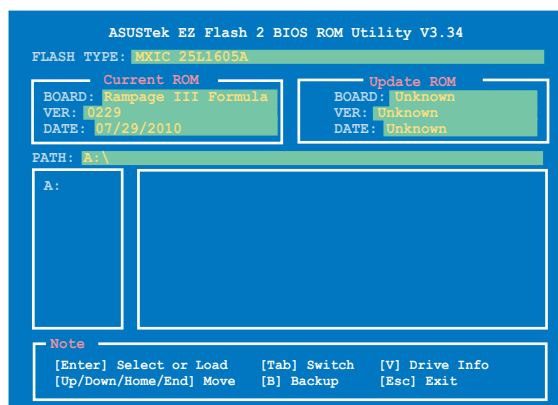 ASUSTek EZ Flash 2 BIOS ROM Utility V3.34
FLASH TYPE: MXIC 25L1605A
Current ROM
BOARD: Rampage III Formula
VER: 0229
DATE: 07/29/2010
Update ROM
BOARD: Unknown
VER: Unknown
DATE: Unknown
PATH: A:\
A:
Note
[Enter] Select or Load [Tab] Switch [V] Drive Info
[Up/Down/Home/End] Move [B] Backup [Esc] Exit